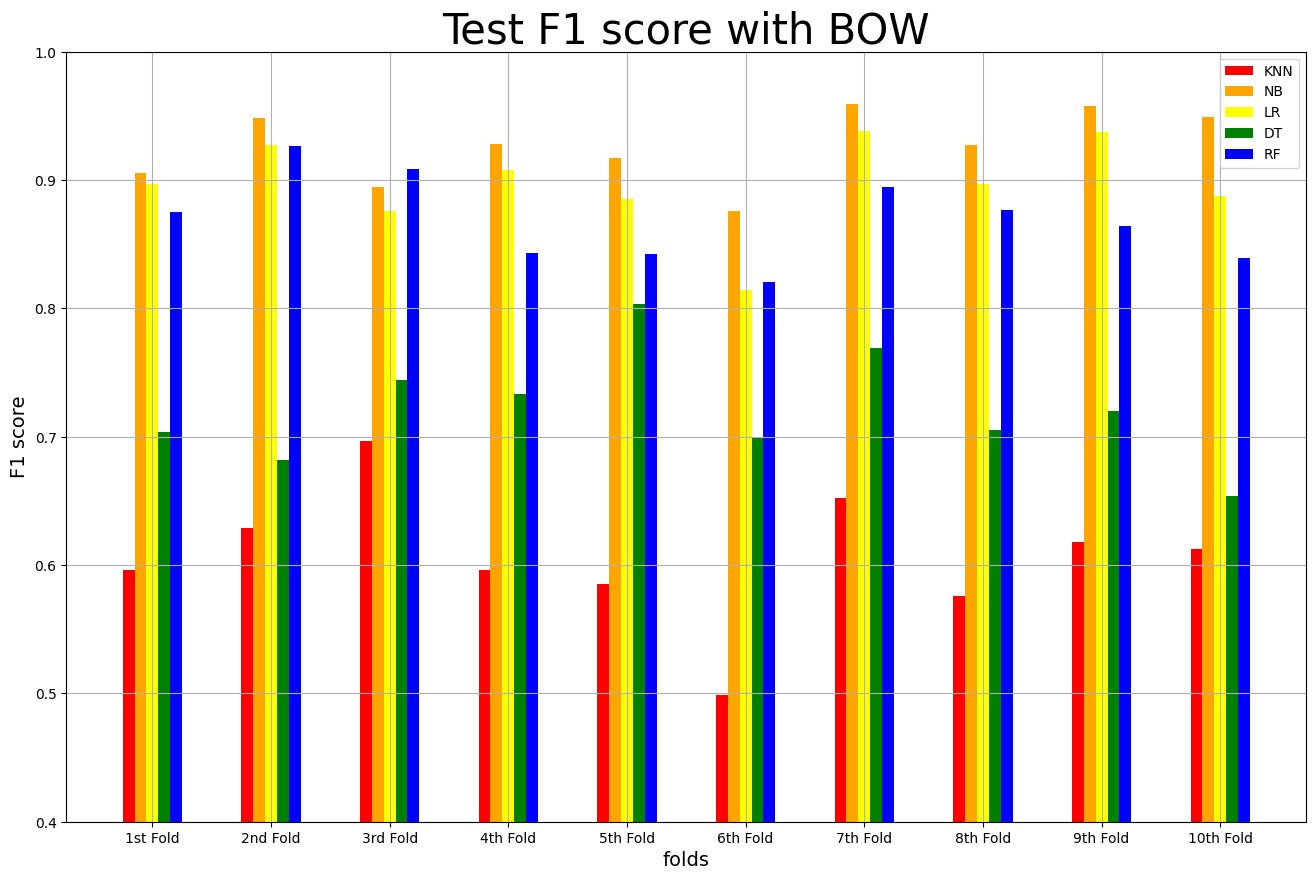 Test F1 score with BOW
1.0
0.9
0.8
0.7
0.6
0.5
0.4
F1 score
KNN
NB
LR
DT
RF
1st Fold 2nd Fold 3rd Fold 4th Fold 5th Fold 6th Fold 7th Fold 8th Fold 9th Fold 10th Fold
folds